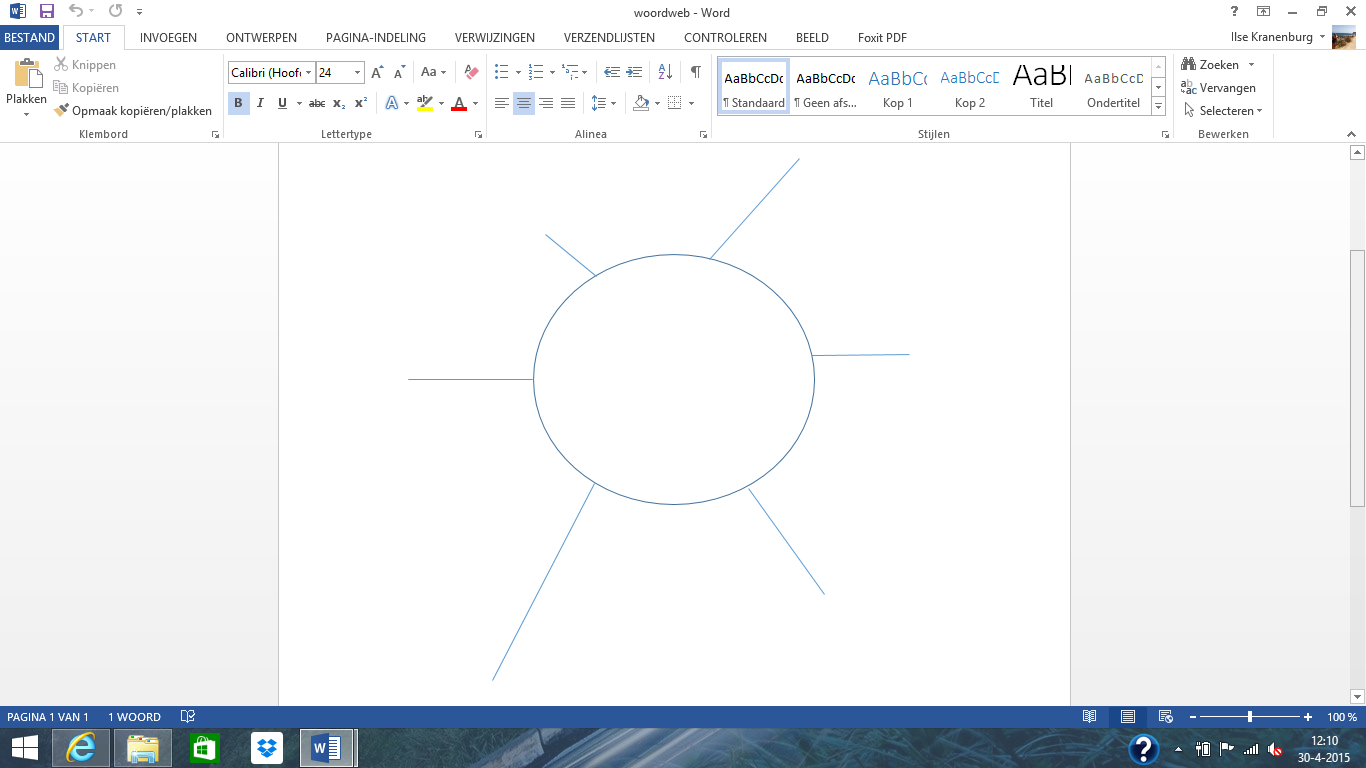 woordweb - Word
BESTAND START INVOEGEN ONTWERPEN PAGINA-INDELING VERWIJZINGEN VERZENDLIJSTEN CONTROLEREN BEELD Foxit PDF Ilse Kranenburg
Plakken
Knippen
Kopiëren
Opmaak kopiëren/plakken
Klembord
Calibri (Hoofd 24
Lettertype
Alinea
AaBbCcDc AaBbCcDc AaBbCc AaBbCcD AaBl AaBbCcD
¶ Standaard ¶ Geen afs... Kop 1 Kop 2 Titel Ondertitel
Stijlen
Zoeken
Vervangen
Selecteren
Bewerken
PAGINA 1 VAN 1 1 WOORD 100 %
12:10
30-4-2015